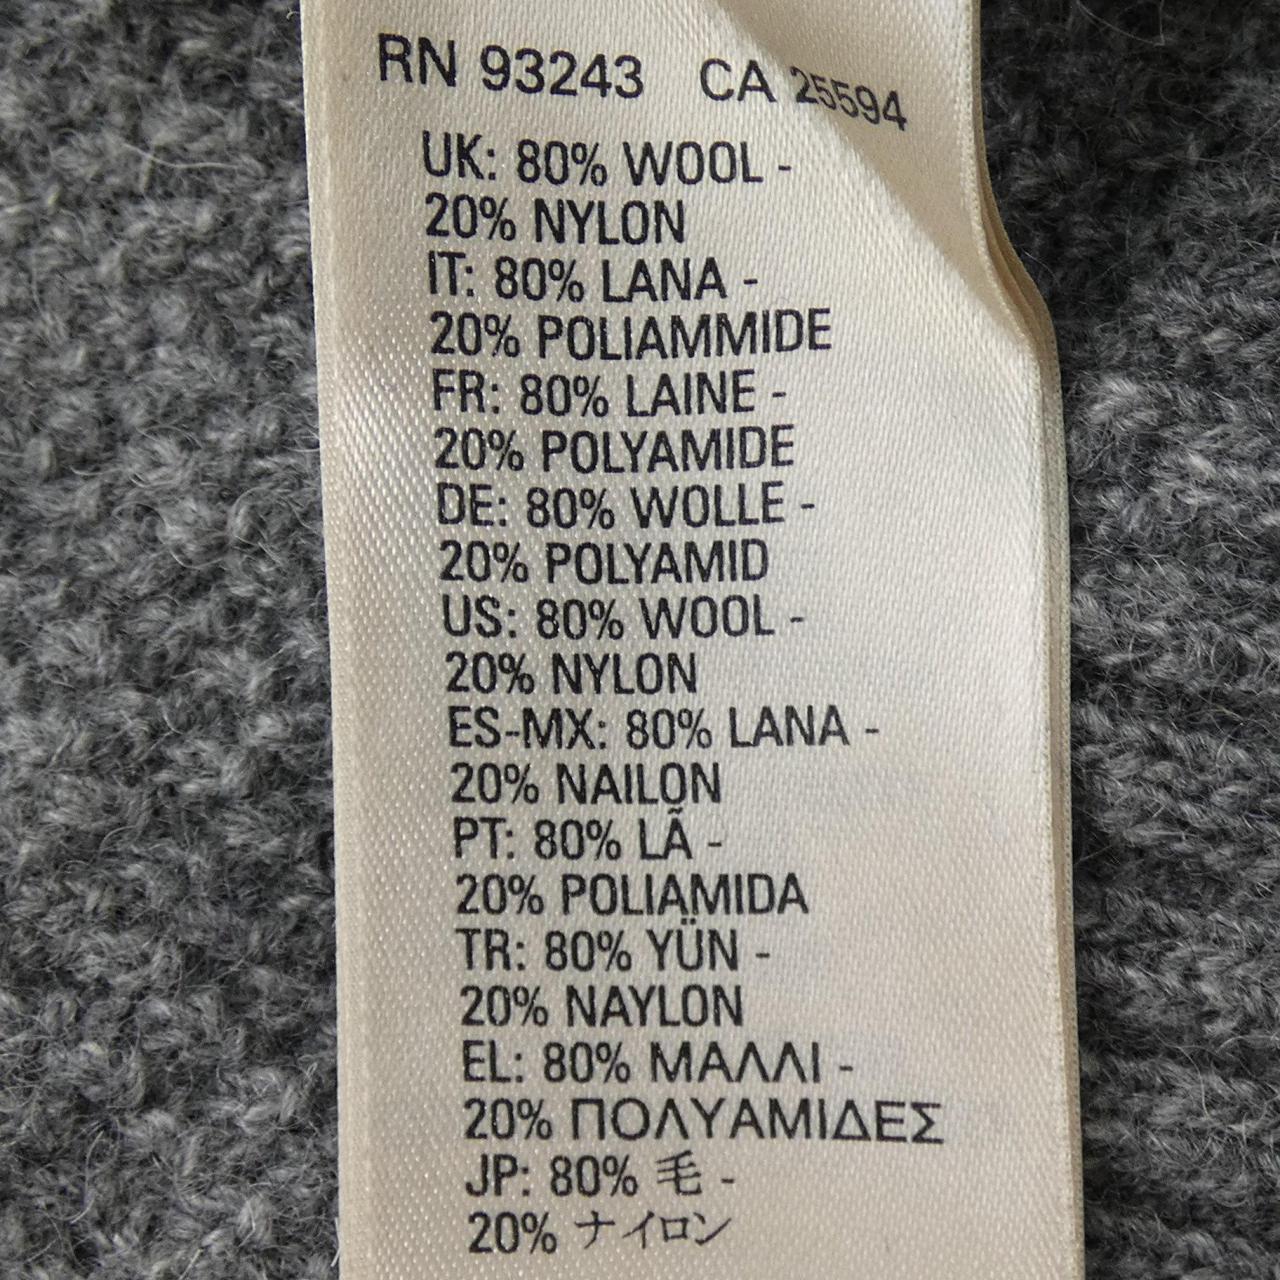 RN 93243 CA 25594
UK: 80% WOOL -
20% NYLON
IT: 80% LANA -
20% POLIAMMIDE
FR: 80% LAINE -
20% POLYAMIDE
DE: 80% WOLLE -
20% POLYAMID
US: 80% WOOL -
20% NYLON
ES-MX: 80% LANA -
20% NAILON
PT: 80% LÃ -
20% POLIAMIDA
TR: 80% YÜN -
20% NAYLON
EL: 80% ΜΑΛΛΙ -
20% ΠΟΛΥΑΜΙΔΕΣ
JP: 80% 毛 -
20% ナイロン